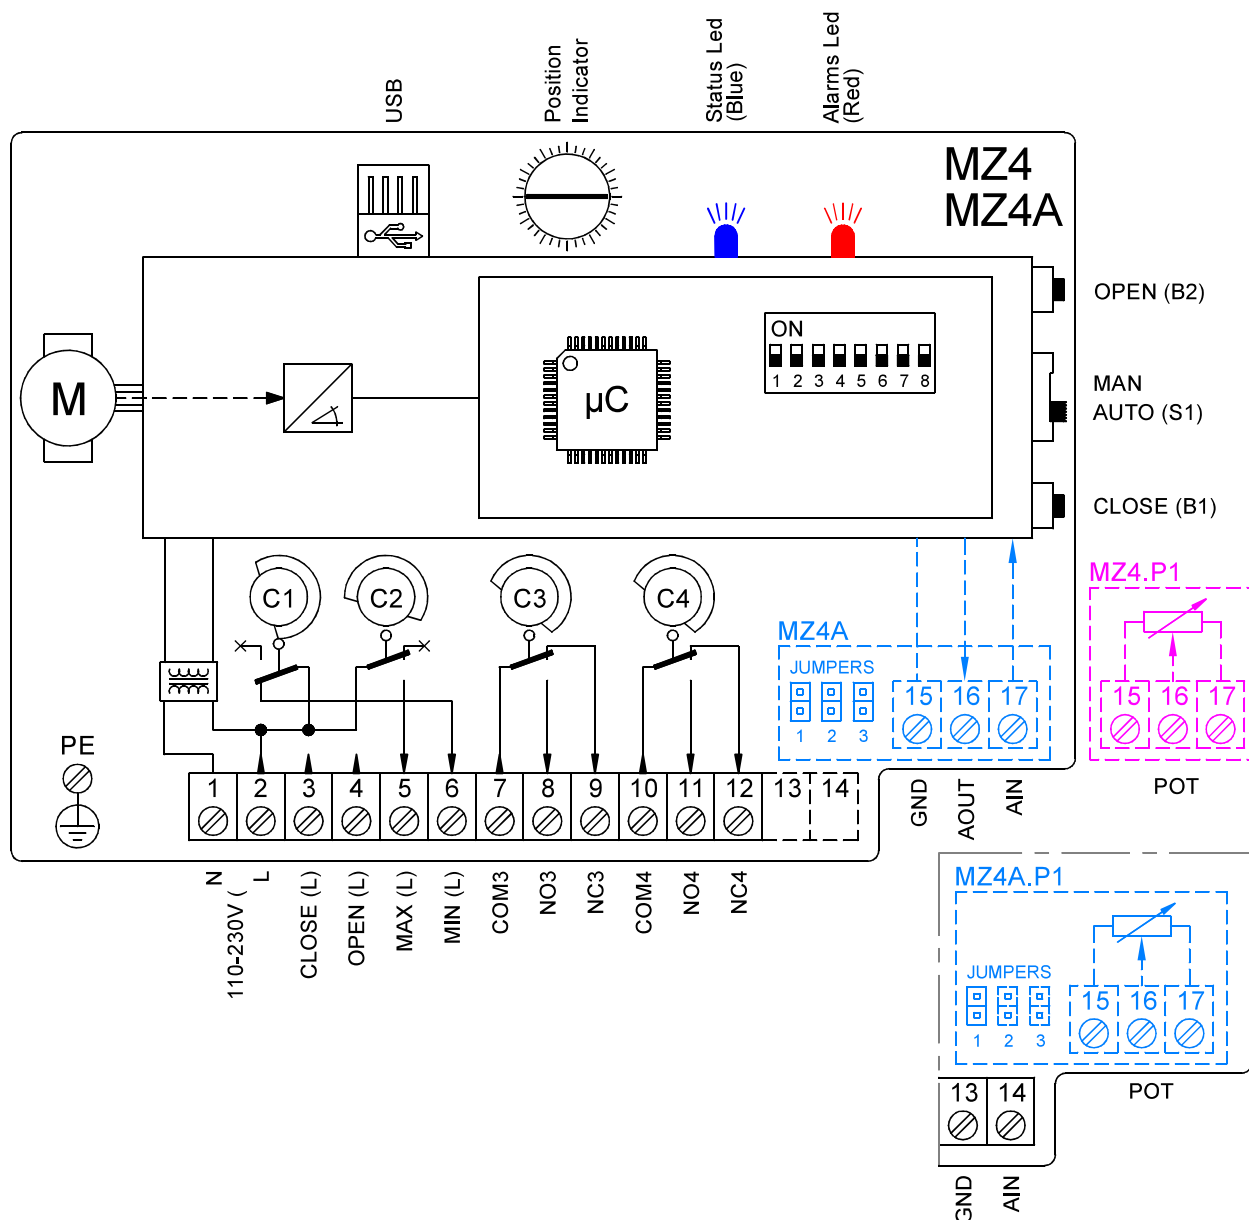 USB
Position
Indicator
Status Led
(Blue)
Alarms Led
(Red)
MZ4
MZ4A
OPEN (B2)
ON
1 2 3 4 5 6 7 8
M
µC
MAN
AUTO (S1)
CLOSE (B1)
C1
C2
C3
C4
MZ4.P1
15 16 17
POT
MZ4A
JUMPERS
1 2 3
15 16 17
GND
AOUT
AIN
PE
1 2 3 4 5 6 7 8 9 10 11 12 13 14
N
110-230V (
L
CLOSE (L)
OPEN (L)
MAX (L)
MIN (L)
COM3
NO3
NC3
COM4
NO4
NC4
MZ4A.P1
JUMPERS
1 2 3
15 16 17
POT
13 14
GND
AIN